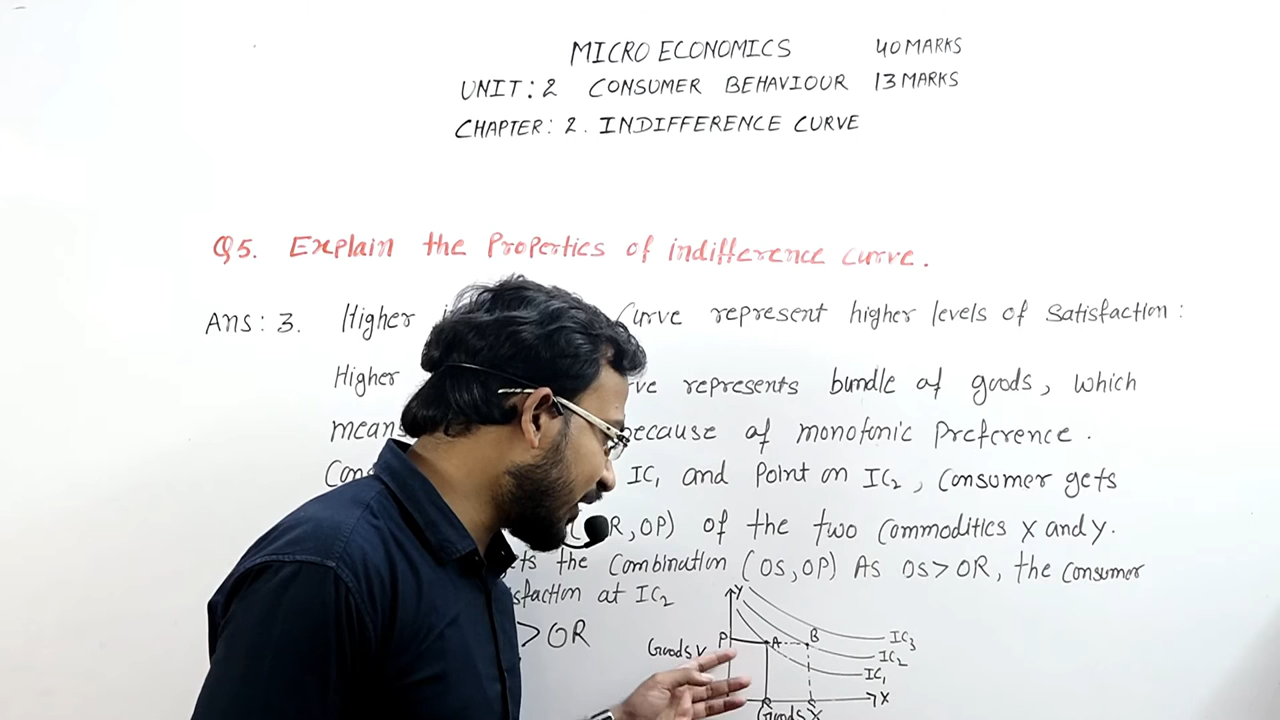 MICRO ECONOMICS 40 MARKS
UNIT: 2 CONSUMER BEHAVIOUR 13 MARKS
CHAPTER: 2. INDIFFERENCE CURVE
Q5. Explain the Properties of indifference curve.
Ans: 3. Higher Curve represent higher levels of Satisfaction:
Higher represents bundle of goods, which
means because of monotonic Preference.
IC1 and Point on IC2, Consumer gets
R, OP) of the two Commodities X and Y.
the Combination (OS, OP) As OS > OR, the Consumer
at IC2
> OR
Y
Goods Y P A B IC3
IC2
IC1
X
Goods X